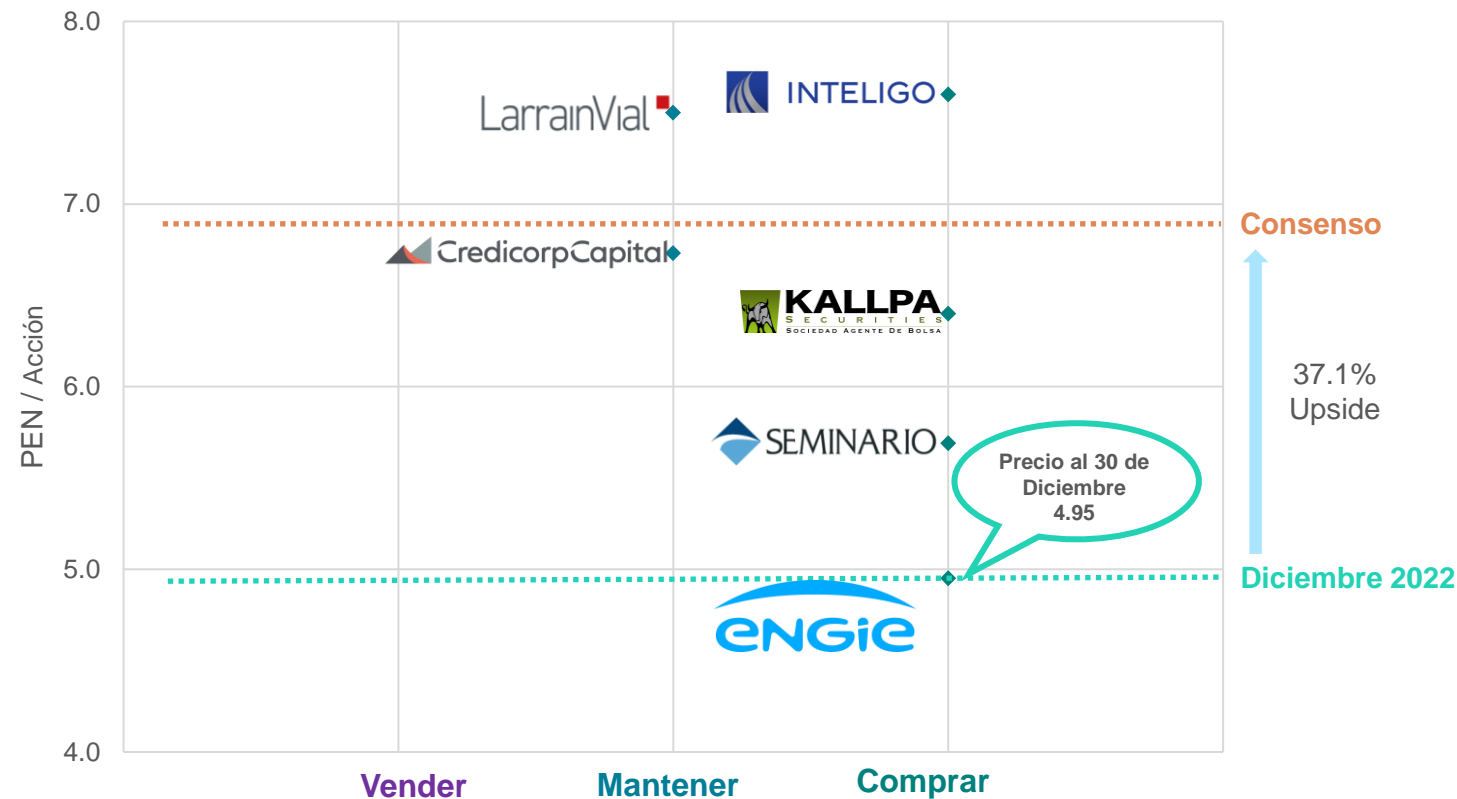 8.0
7.0
6.0
5.0
4.0
PEN / Acción
LarrainVial
INTELIGO
Consenso
CredicorpCapital
KALLPA
SECURITIES
SOCIEDAD AGENTE DE BOLSA
37.1%
Upside
SEMINARIO
Precio al 30 de
Diciembre
4.95
Diciembre 2022
eNGie
Vender
Mantener
Comprar